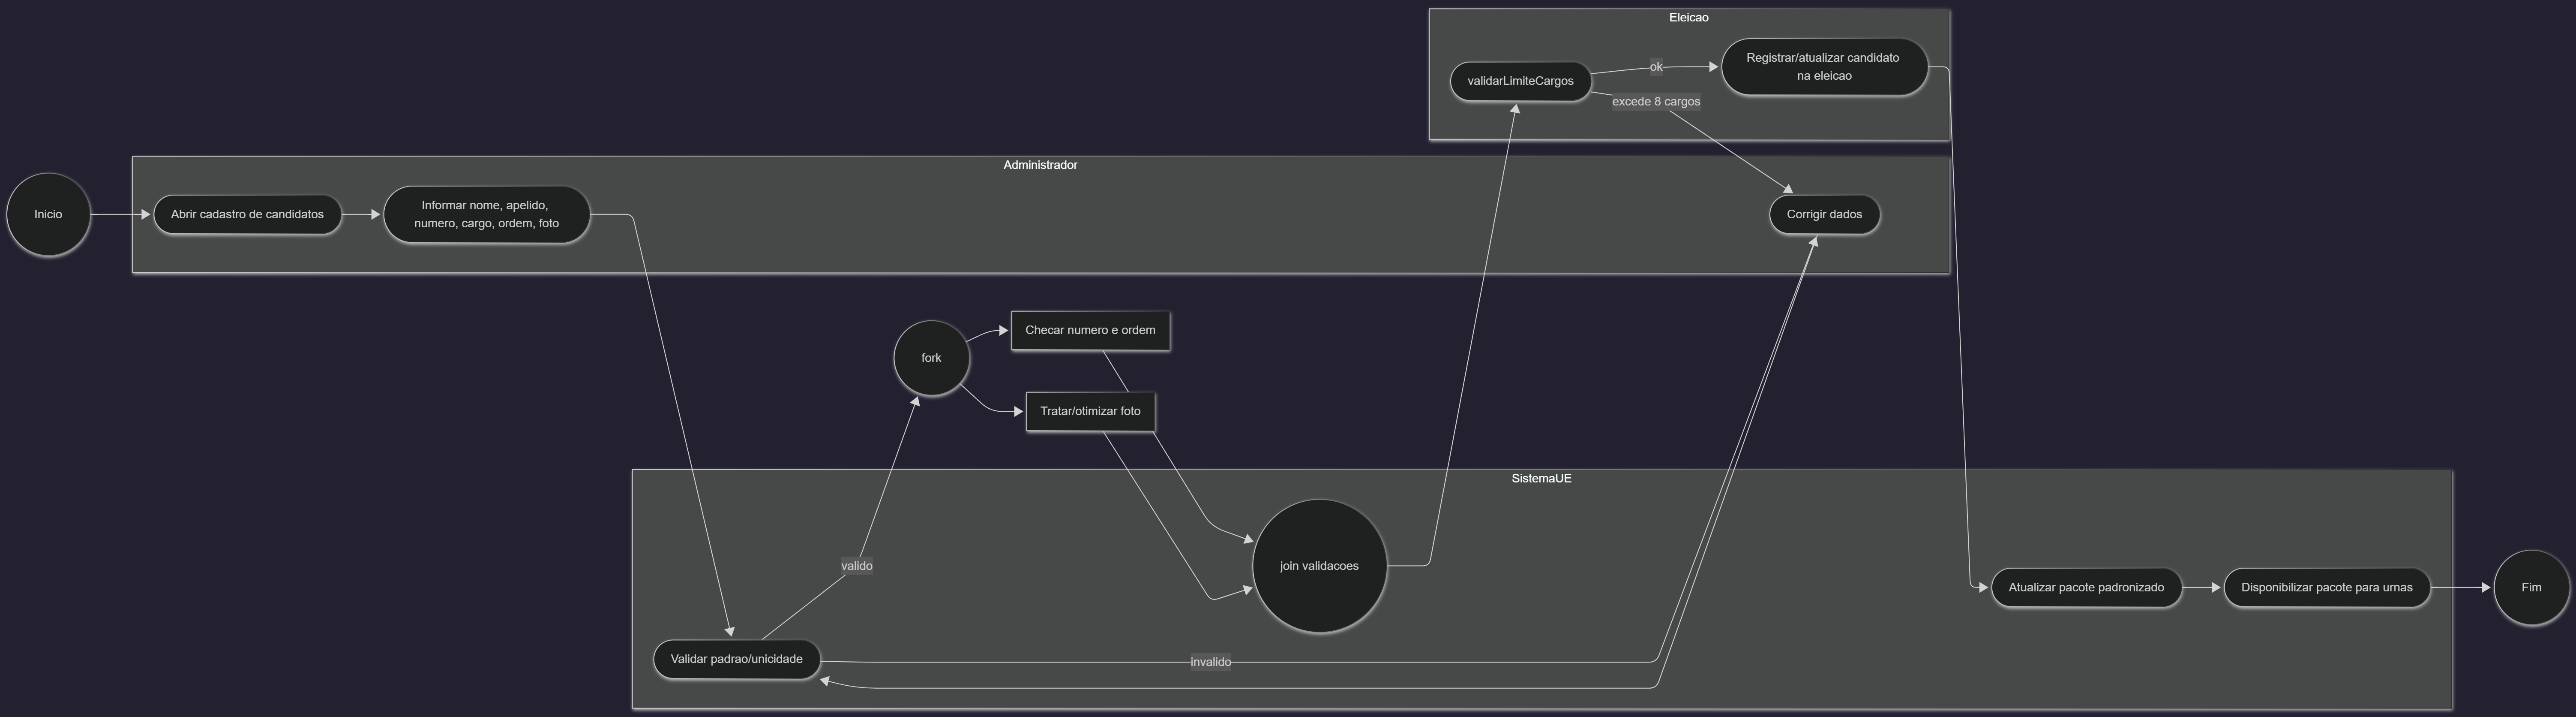 Eleicao
validarLimiteCargos
ok
Registrar/atualizar candidato
na eleicao
excede 8 cargos
Administrador
Inicio
Abrir cadastro de candidatos
Informar nome, apelido,
numero, cargo, ordem, foto
Corrigir dados
fork
Checar numero e ordem
Tratar/otimizar foto
SistemaUE
valido
join validacoes
Validar padrao/unicidade
invalido
Atualizar pacote padronizado
Disponibilizar pacote para urnas
Fim